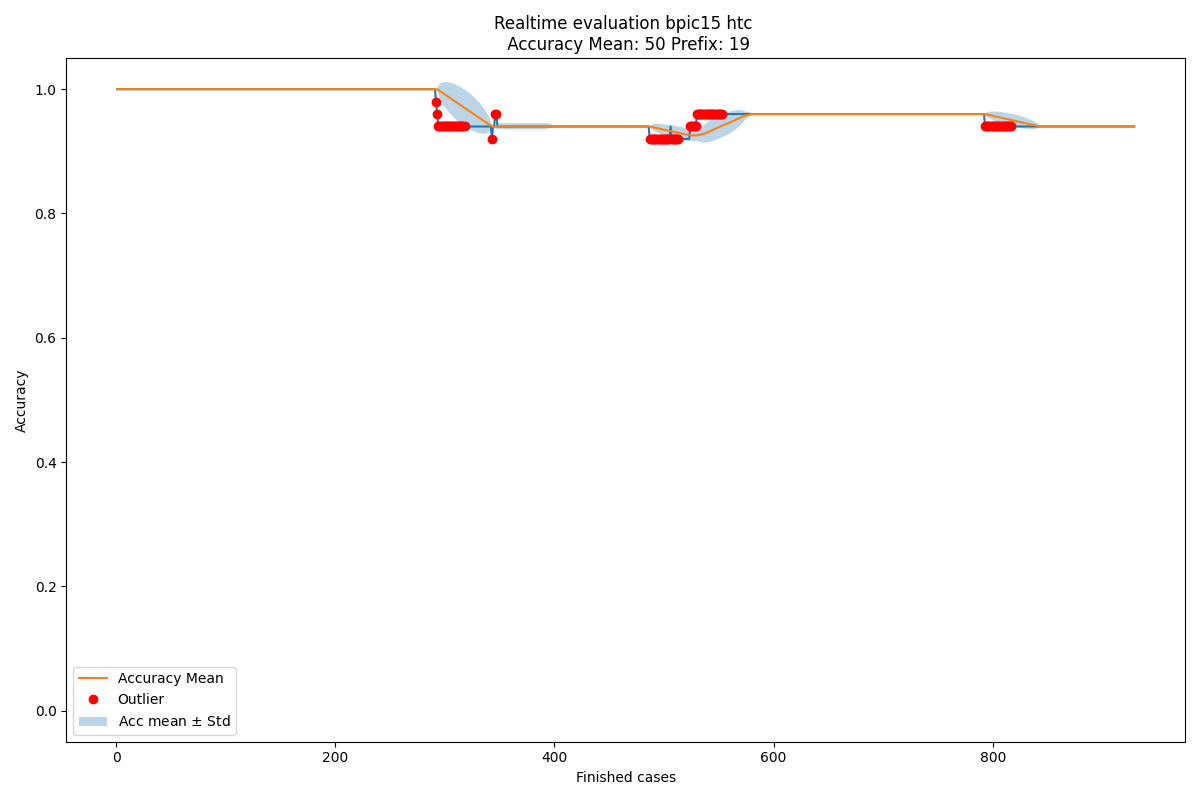 Realtime evaluation bpic15 htc
Accuracy Mean: 50 Prefix: 19
Accuracy
1.0
0.8
0.6
0.4
0.2
0.0
Accuracy Mean
Outlier
Acc mean ± Std
0 200 400 600 800
Finished cases